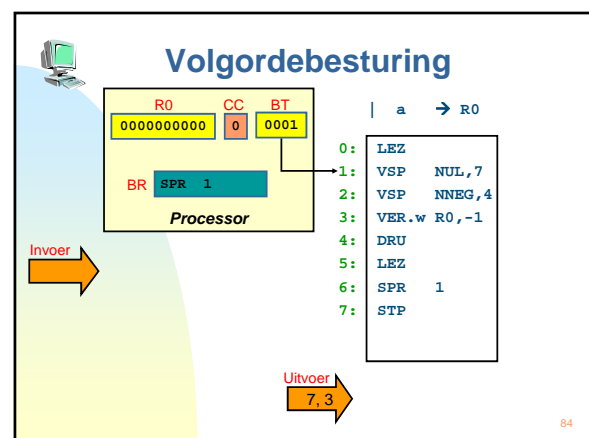 Volgordebesturing
R0 CC BT
0000000000 0 0001
BR SPR 1
Processor
| a → R0
0: LEZ
1: VSP NUL,7
2: VSP NNEG,4
3: VER.w R0,-1
4: DRU
5: LEZ
6: SPR 1
7: STP
Invoer
Uitvoer
7, 3
84